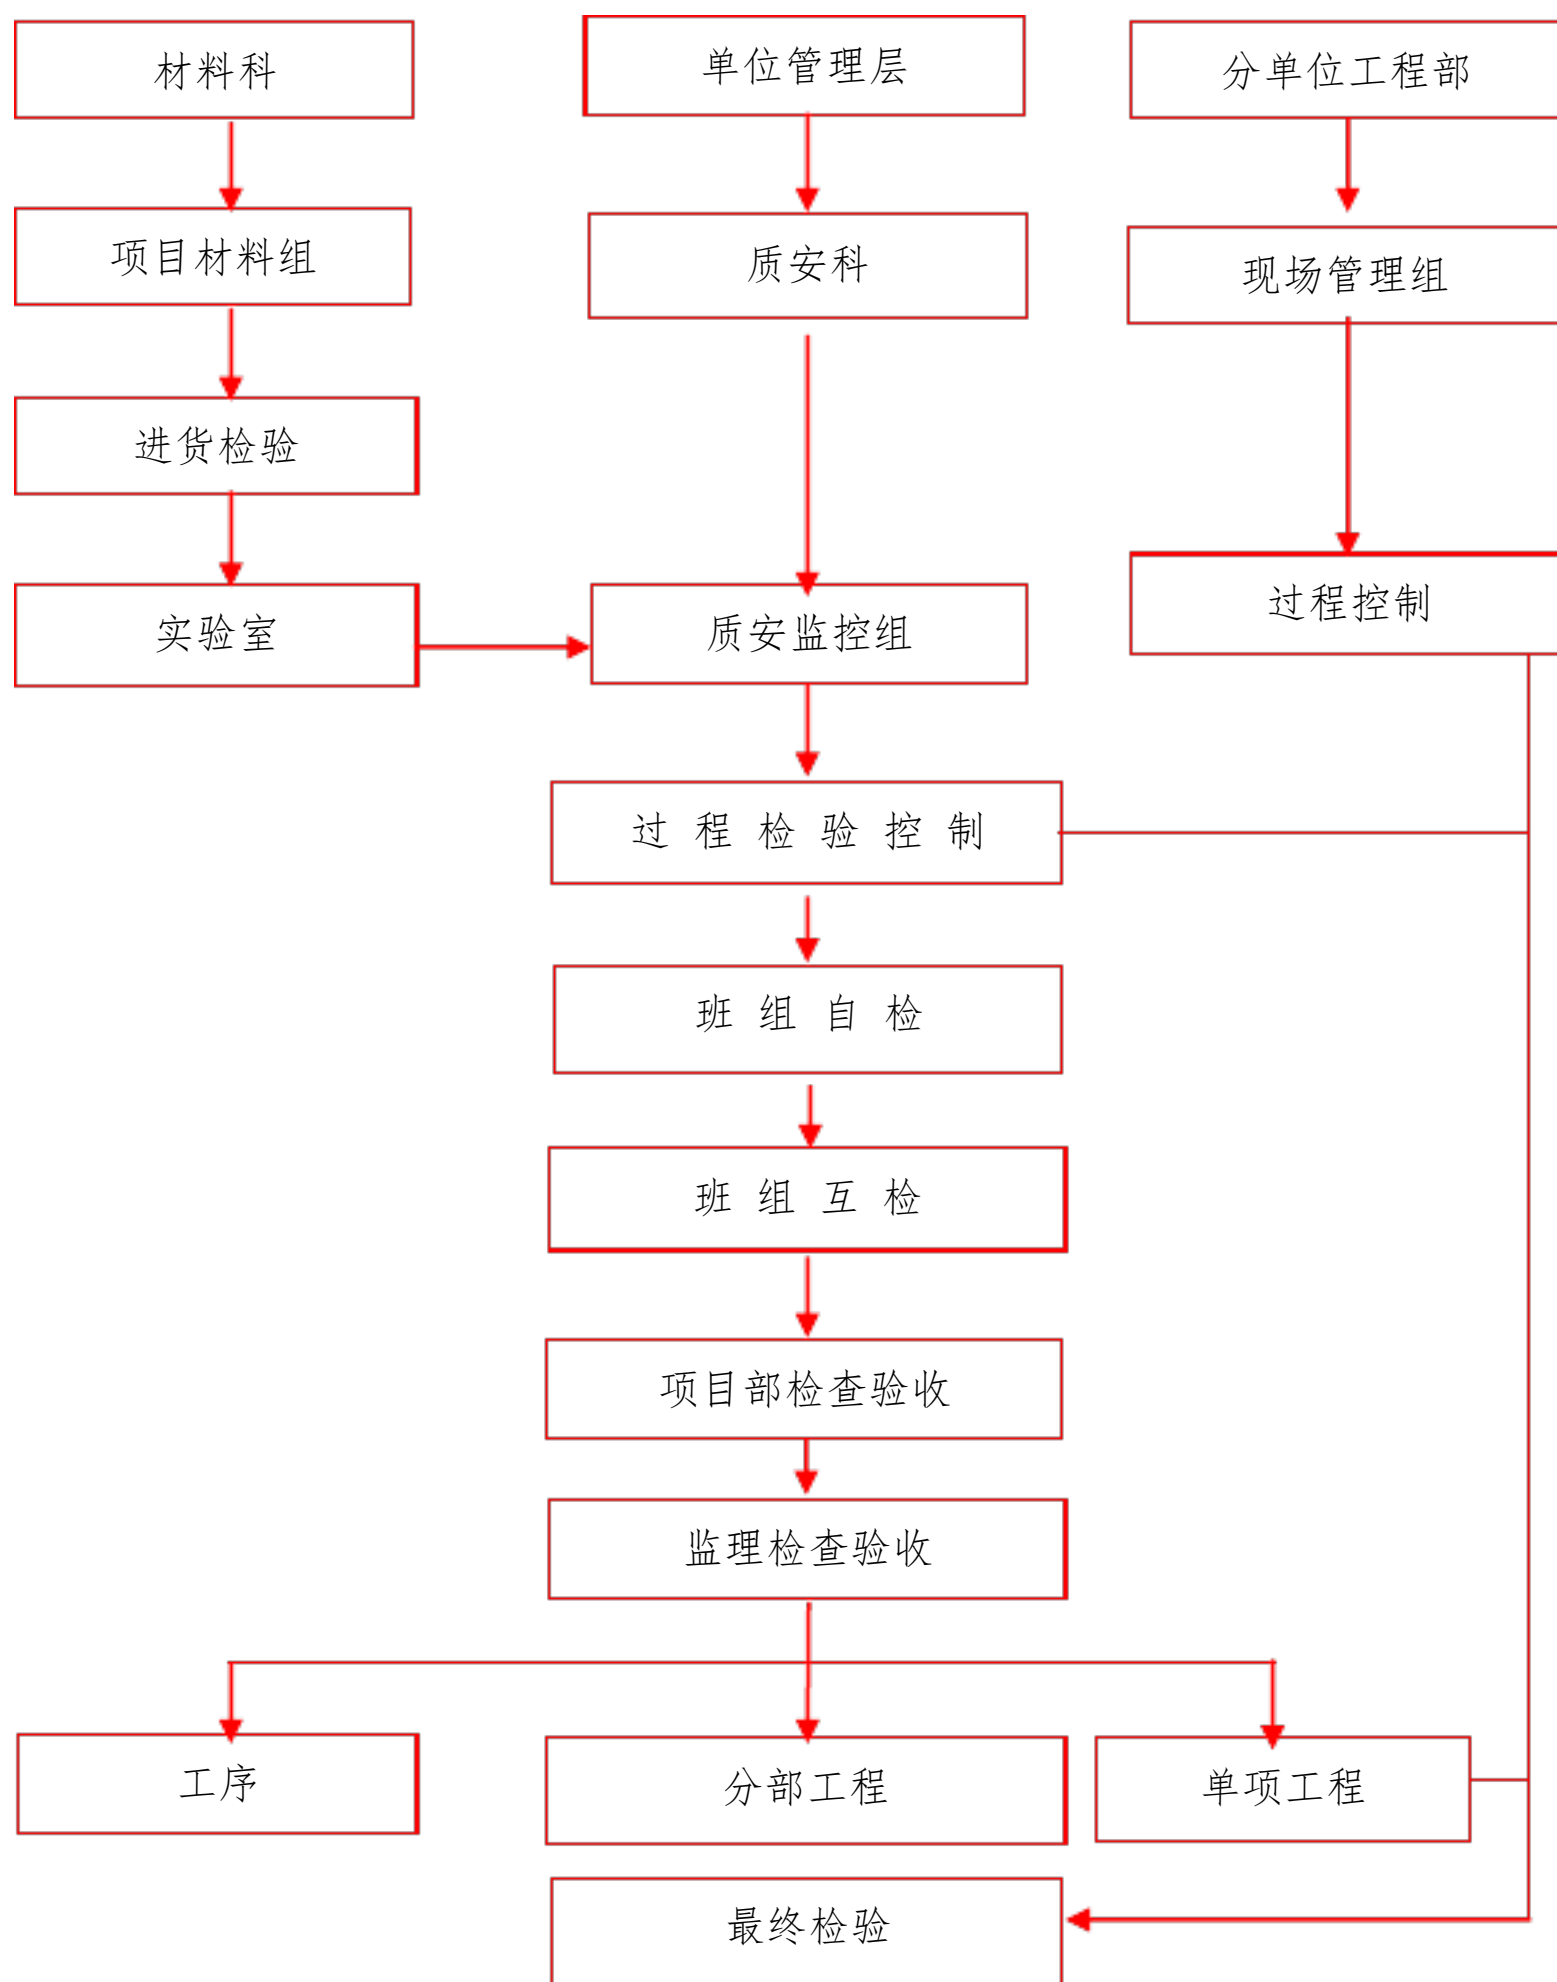 材料科
单位管理层
分单位工程部
项目材料组
质安科
现场管理组
进货检验
实验室
质安监控组
过程控制
过程检验控制
班组自检
班组互检
项目部检查验收
监理检查验收
工序
分部工程
单项工程
最终检验